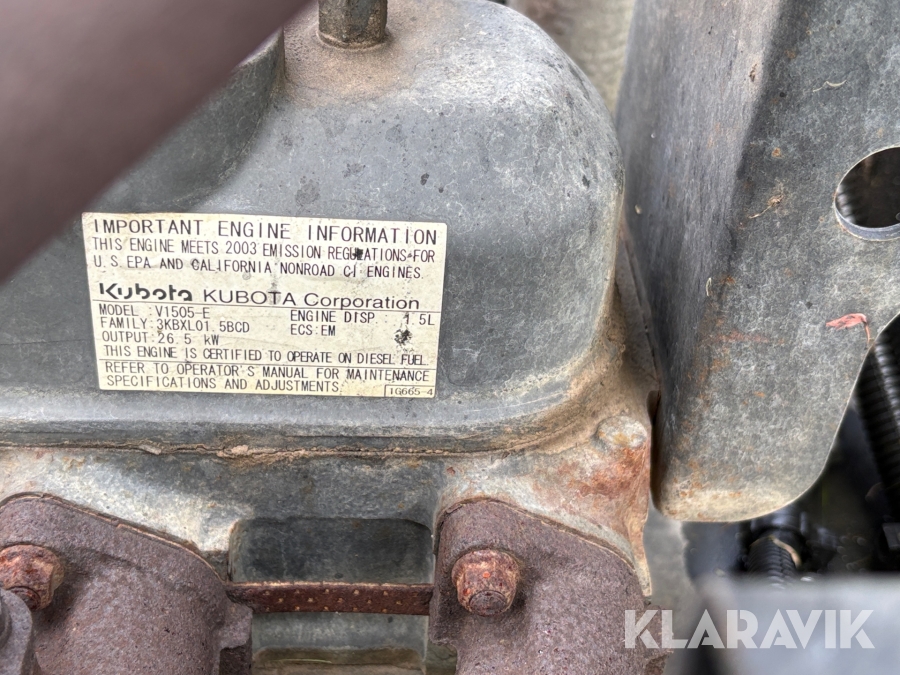 IMPORTANT ENGINE INFORMATION
THIS ENGINE MEETS 2003 EMISSION REGULATIONS FOR
U.S.EPA AND CALIFORNIA NONROAD CI ENGINES.
Kubota KUBOTA Corporation
MODEL :V1505-E ENGINE DISP. :1.5L
FAMILY:3KBXL01.5BCD ECS:EM
OUTPUT:26.5 kW
THIS ENGINE IS CERTIFIED TO OPERATE ON DIESEL FUEL
REFER TO OPERATOR'S MANUAL FOR MAINTENANCE
SPECIFICATIONS AND ADJUSTMENTS.
1G665-4
KLARAVIK